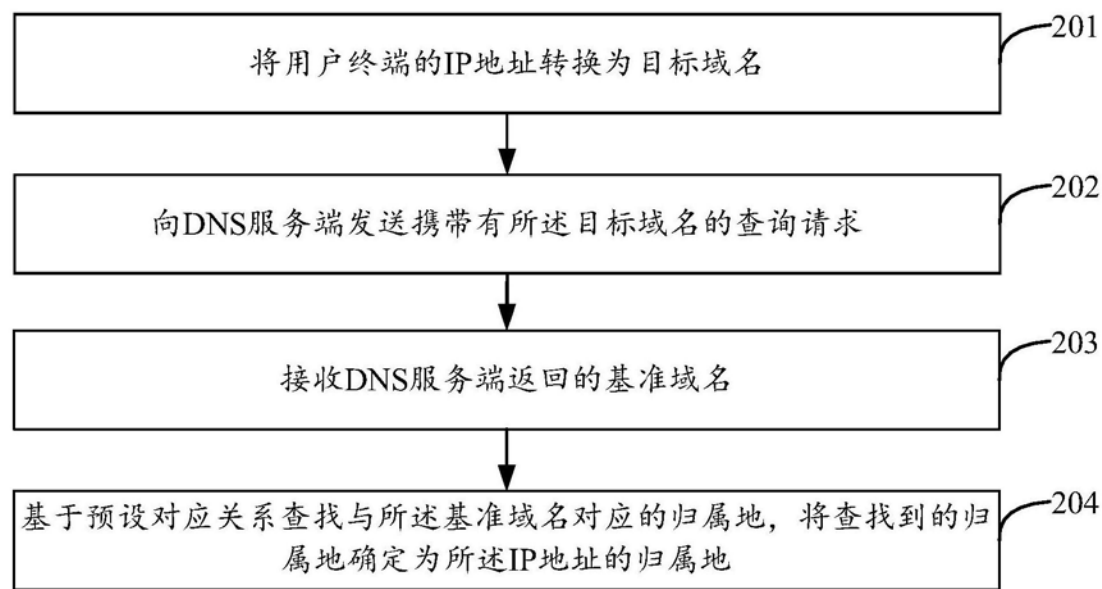 将用户终端的IP地址转换为目标域名
201
向DNS服务端发送携带有所述目标域名的查询请求
202
接收DNS服务端返回的基准域名
203
基于预设对应关系查找与所述基准域名对应的归属地，将查找到的归
属地确定为所述IP地址的归属地
204